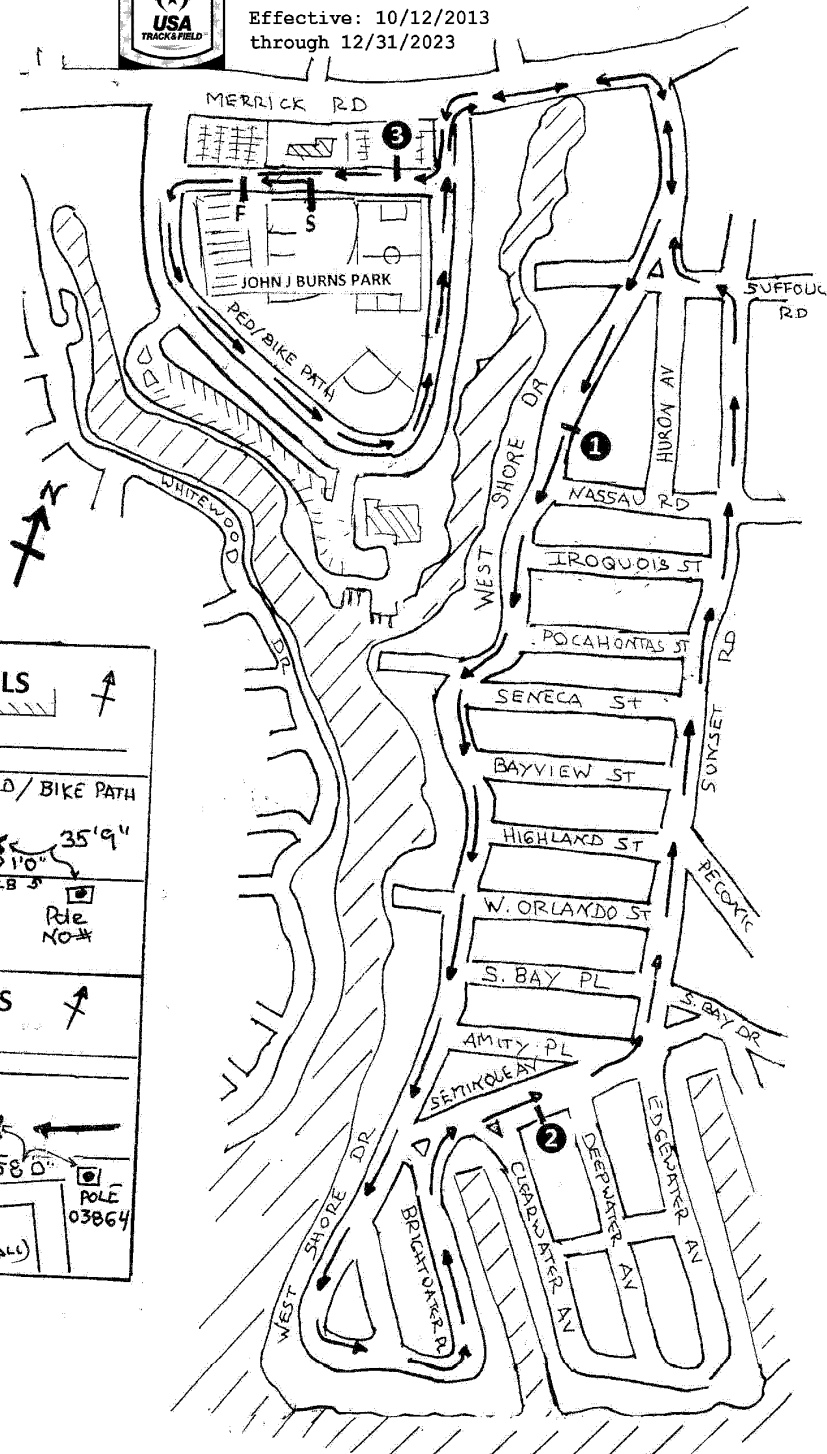 USA
TRACK&FIELD
Effective: 10/12/2013
through 12/31/2023
MERRICK RD
3
F
S
JOHN J BURNS PARK
PED/BIKE PATH
SUFFOLK
RD
HURON AV
1
WEST SHORE DR
NASSAU RD
WHITEWOOD DR
N
IROQUOIS ST
POCAHONTAS ST
SENECA ST
SUNSET RD
BAYVIEW ST
HIGHLAND ST
PECONIC
W. ORLANDO ST
S. BAY PL
S. BAY DR
AMITY PL
SEMINOLE AV
2
CLEARWATER AV
DEEPWATER AV
EDGEWATER AV
BRIGHTWATER PL
WEST SHORE DR
LS
D/BIKE PATH
35'9"
1'0"
Pole
NO#
S
58'0"
POLE
03864
ALL)